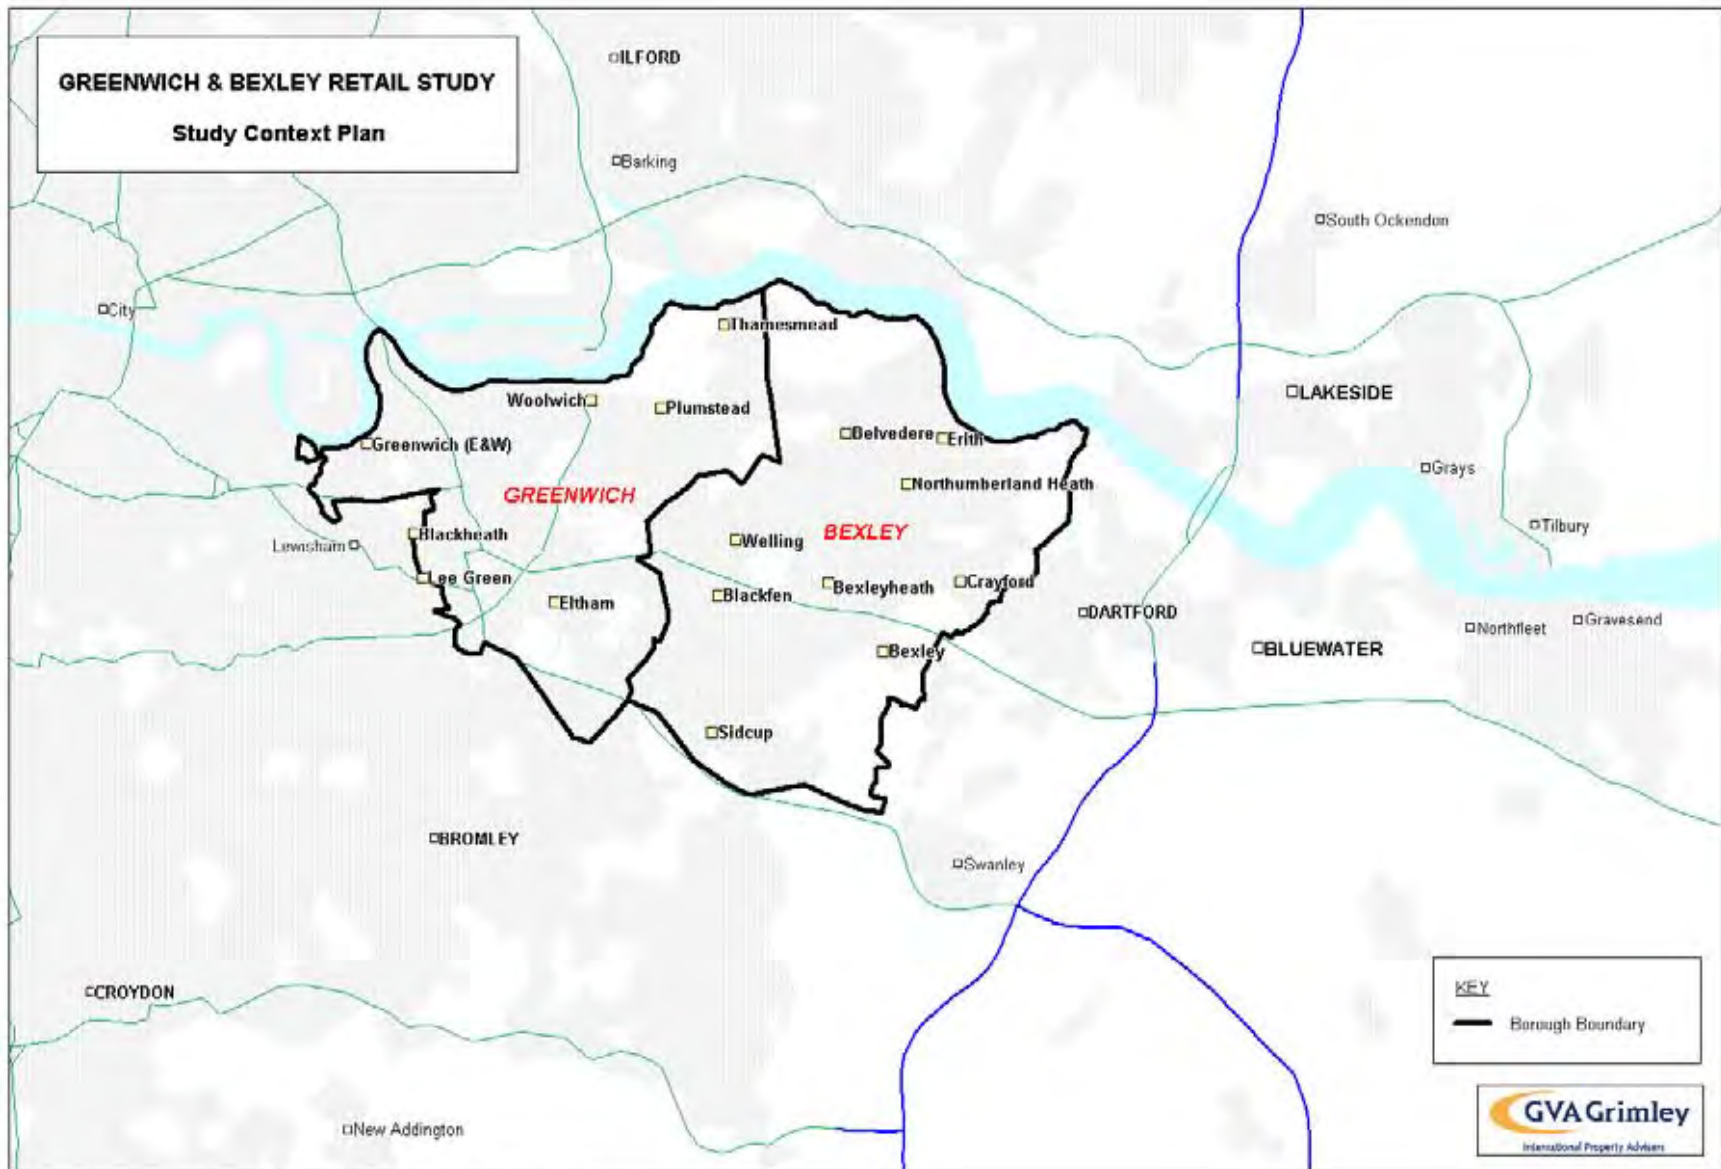 GREENWICH & BEXLEY RETAIL STUDY
Study Context Plan
ILFORD
Barking
South Ockendon
City
Thamesmead
LAKESIDE
Woolwich
Plumstead
Greenwich (E&W)
Belvedere
Erith
Grays
GREENWICH
Northumberland Heath
Tilbury
BEXLEY
Blackheath
Lewisham
Welling
Lee Green
Eltham
Blackfen
Bexleyheath
Crayford
DARTFORD
Northfleet
Gravesend
BLUEWATER
Bexley
Sidcup
BROMLEY
Swanley
CROYDON
New Addington
KEY
Borough Boundary
GVA Grimley
International Property Advisers